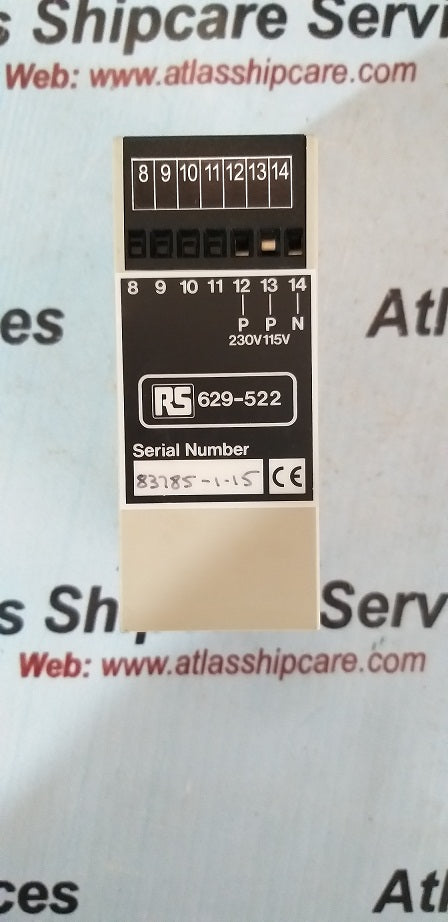 s Shipcare Servi
Web: www.atlasshipcare.com
8 9 10 11 12 13 14
8 9 10 11 12 13 14
P P N
230V 115V
es
Atl
RS 629-522
Serial Number
83785-1-15 CE
s Sh Serv
Web: www.atlasshipcare.com
ces
Atl